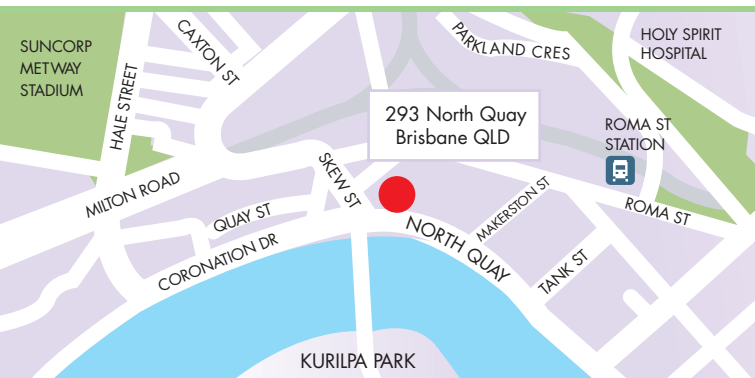 SUNCORP
METWAY
STADIUM
HALE STREET
CAXTON ST
PARKLAND CRES
HOLY SPIRIT
HOSPITAL
293 North Quay
Brisbane QLD
ROMA ST
STATION
SKEW ST
MILTON ROAD
QUAY ST
CORONATION DR
NORTH QUAY
MAKERSTON ST
ROMA ST
TANK ST
KURILPA PARK